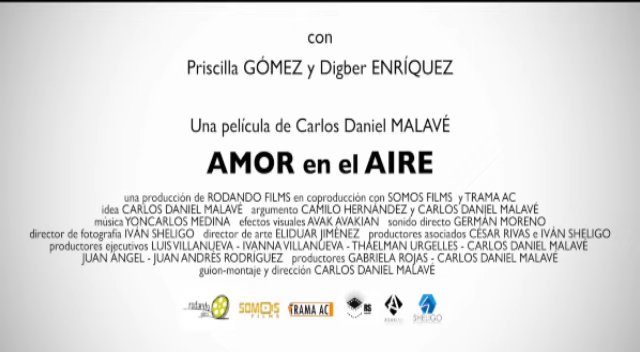 con
Priscilla GÓMEZ y Digber ENRÍQUEZ
Una película de Carlos Daniel MALAVÉ
AMOR en el AIRE
una producción de RODANDO FILMS en coproducción con SOMOS FILMS y TRAMA AC
idea CARLOS DANIEL MALAVÉ argumento CAMILO HERNÁNDEZ y CARLOS DANIEL MALAVÉ
música YONCARLOS MEDINA efectos visuales AVAK AVAKIAN sonido directo GERMÁN MORENO
director de fotografía IVÁN SHELIGO director de arte ELIDUAR JIMÉNEZ productores asociados CÉSAR RIVAS e IVÁN SHELIGO
productores ejecutivos LUIS VILLANUEVA - IVANNA VILLANUEVA - THAELMAN URGELLES - CARLOS DANIEL MALAVÉ
JUAN ÁNGEL - JUAN ANDRÉS RODRÍGUEZ productores GABRIELA ROJAS - CARLOS DANIEL MALAVÉ
guion-montaje y dirección CARLOS DANIEL MALAVÉ
rodando SOMOS FILMS TRAMA AC RS SHELIGO